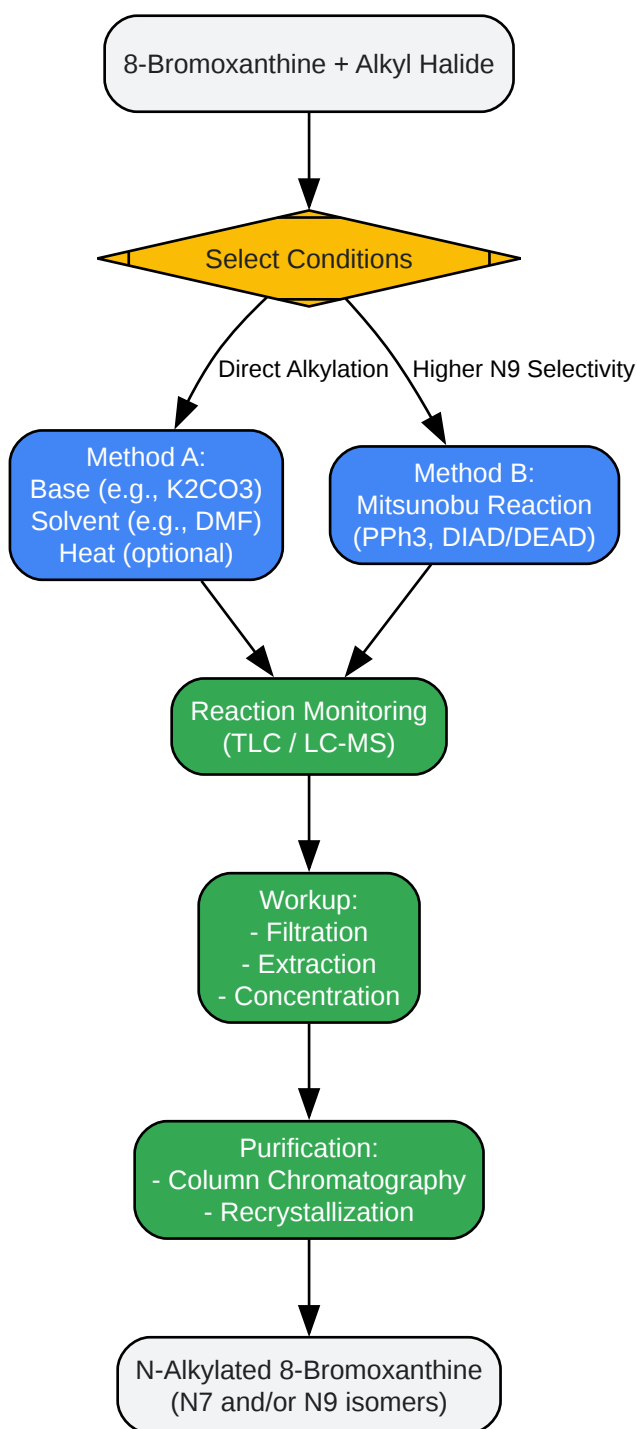 8-Bromoxanthine + Alkyl Halide
Select Conditions
Direct Alkylation
Higher N9 Selectivity
Method A:
Base (e.g., K2CO3)
Solvent (e.g., DMF)
Heat (optional)
Method B:
Mitsunobu Reaction
(PPh3, DIAD/DEAD)
Reaction Monitoring
(TLC / LC-MS)
Workup:
- Filtration
- Extraction
- Concentration
Purification:
- Column Chromatography
- Recrystallization
N-Alkylated 8-Bromoxanthine
(N7 and/or N9 isomers)